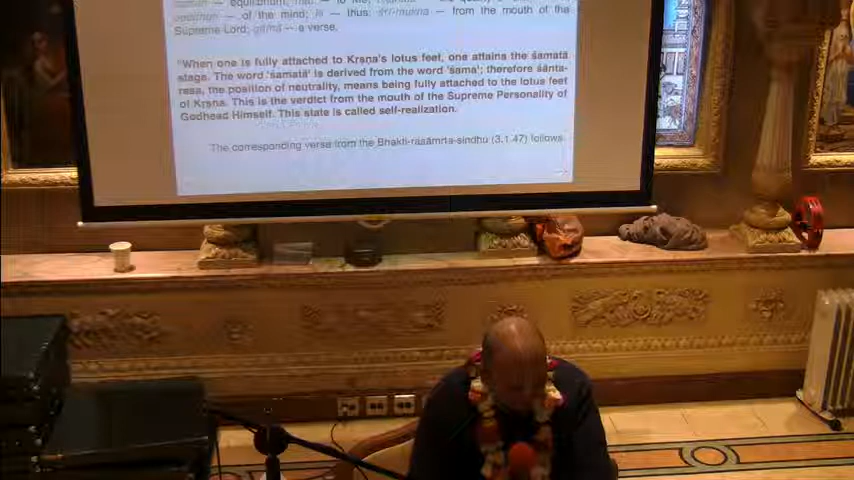 — equilibrium;
— of the mind; — thus; śrī-mukha — from the mouth of the
Supreme Lord; gāthā — a verse.
"When one is fully attached to Kṛṣṇa's lotus feet, one attains the śamatā
stage. The word 'śamatā' is derived from the word 'śama'; therefore śānta-
rasa, the position of neutrality, means being fully attached to the lotus feet
of Kṛṣṇa. This is the verdict from the mouth of the Supreme Personality of
Godhead Himself. This state is called self-realization.
The corresponding verse from the Bhakti-rasāmṛta-sindhu (3.1.47) follows.